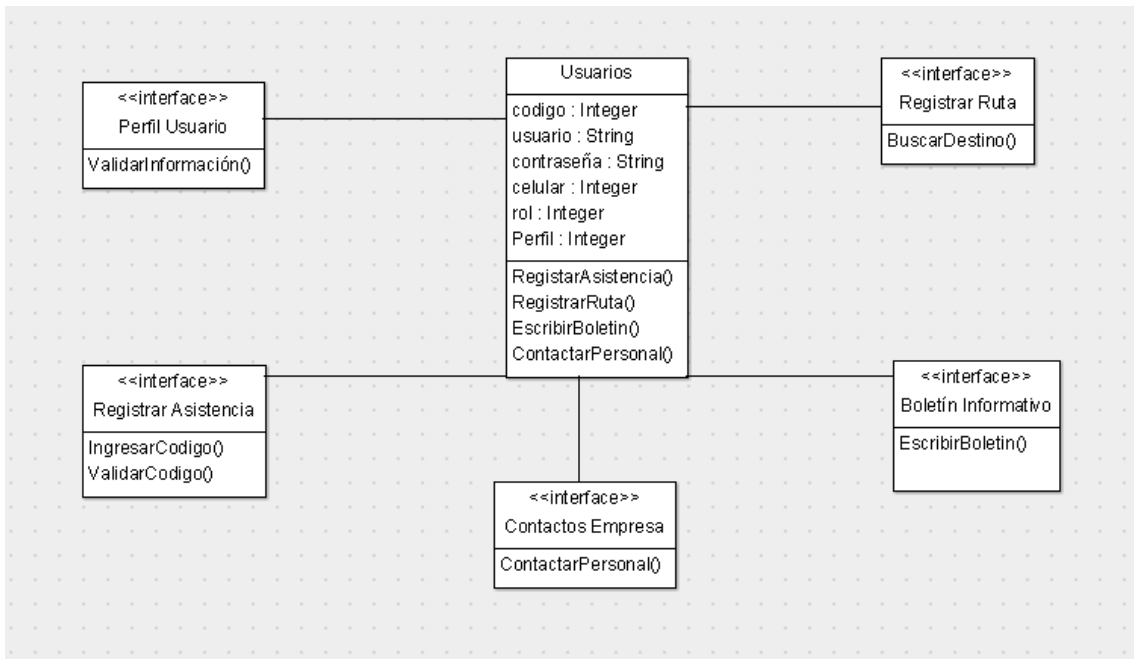 <<interface>>
Perfil Usuario
ValidarInformación()
Usuarios
codigo : Integer
usuario : String
contraseña : String
celular : Integer
rol : Integer
Perfil : Integer
RegistarAsistencia()
RegistrarRuta()
EscribirBoletin()
ContactarPersonal()
<<interface>>
Registrar Ruta
BuscarDestino()
<<interface>>
Registrar Asistencia
IngresarCodigo()
ValidarCodigo()
<<interface>>
Contactos Empresa
ContactarPersonal()
<<interface>>
Boletín Informativo
EscribirBoletin()